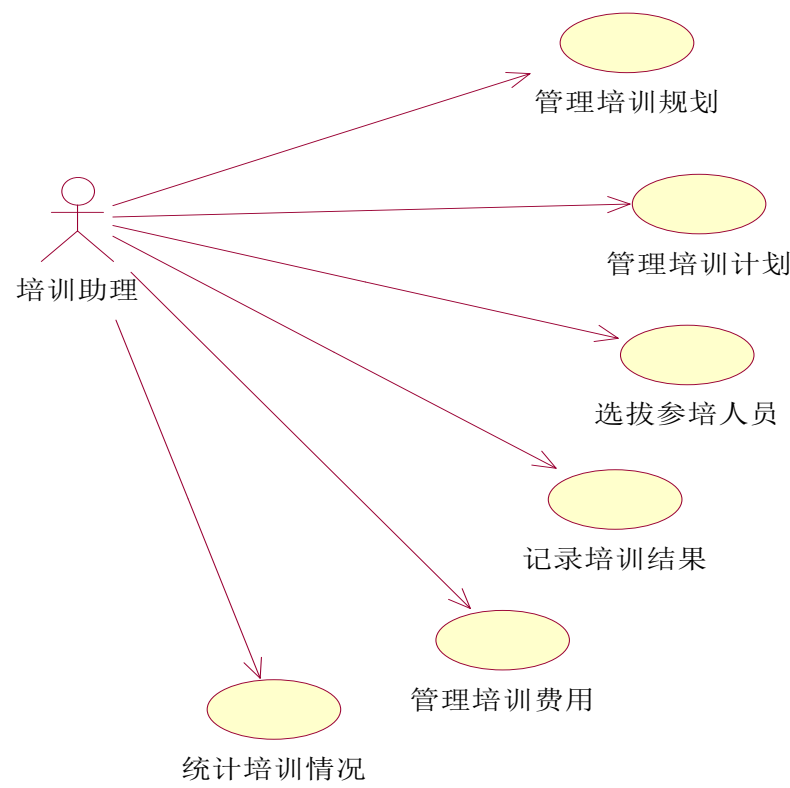 管理培训规划
管理培训计划
培训助理
选拔参培人员
记录培训结果
管理培训费用
统计培训情况